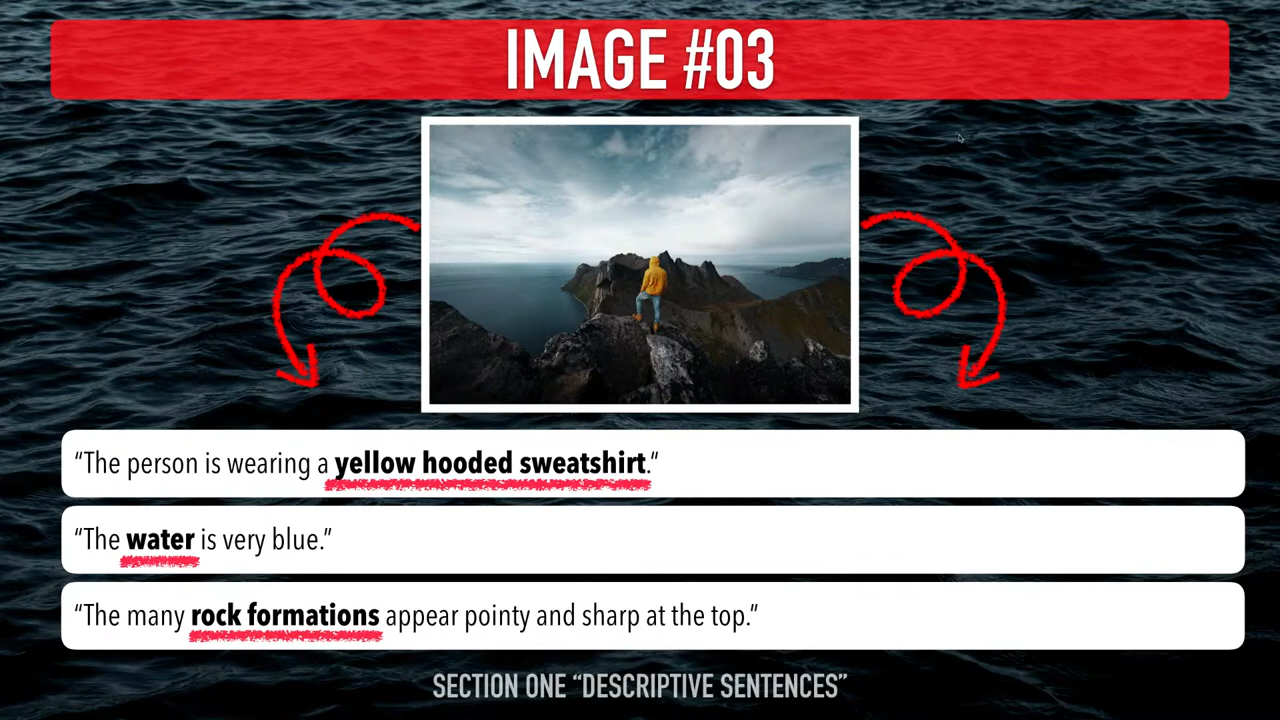 IMAGE #03
“The person is wearing a yellow hooded sweatshirt.“
“The water is very blue.”
“The many rock formations appear pointy and sharp at the top.”
SECTION ONE “DESCRIPTIVE SENTENCES”